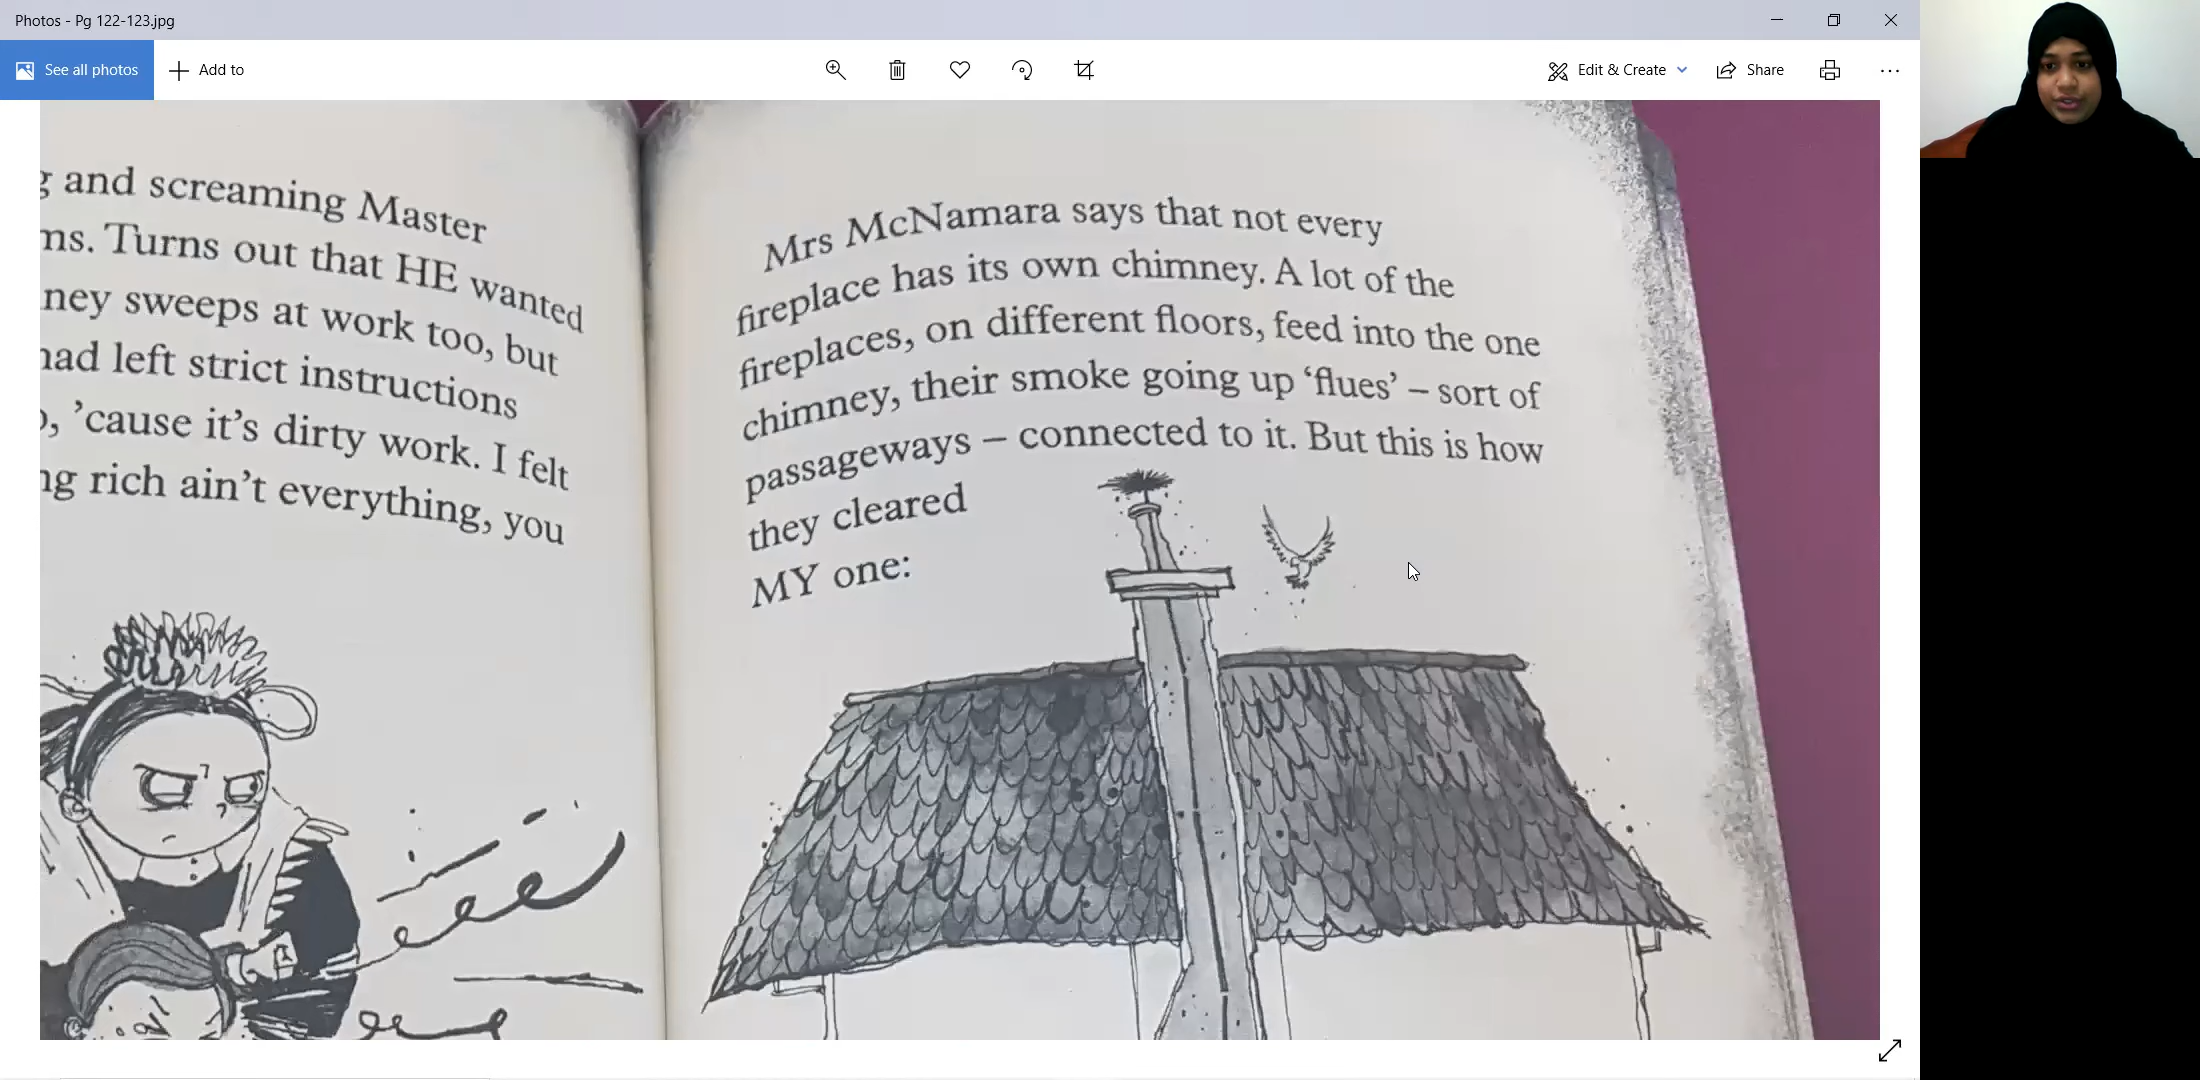 Photos - Pg 122-123.jpg
See all photos
Add to
Edit & Create
Share
and screaming Master
Turns out that HE wanted
sweeps at work too, but
left strict instructions
’cause it’s dirty work. I felt
rich ain’t everything, you
Mrs McNamara says that not every
fireplace has its own chimney. A lot of the
fireplaces, on different floors, feed into the one
chimney, their smoke going up ‘flues’ – sort of
passageways – connected to it. But this is how
they cleared
MY one: